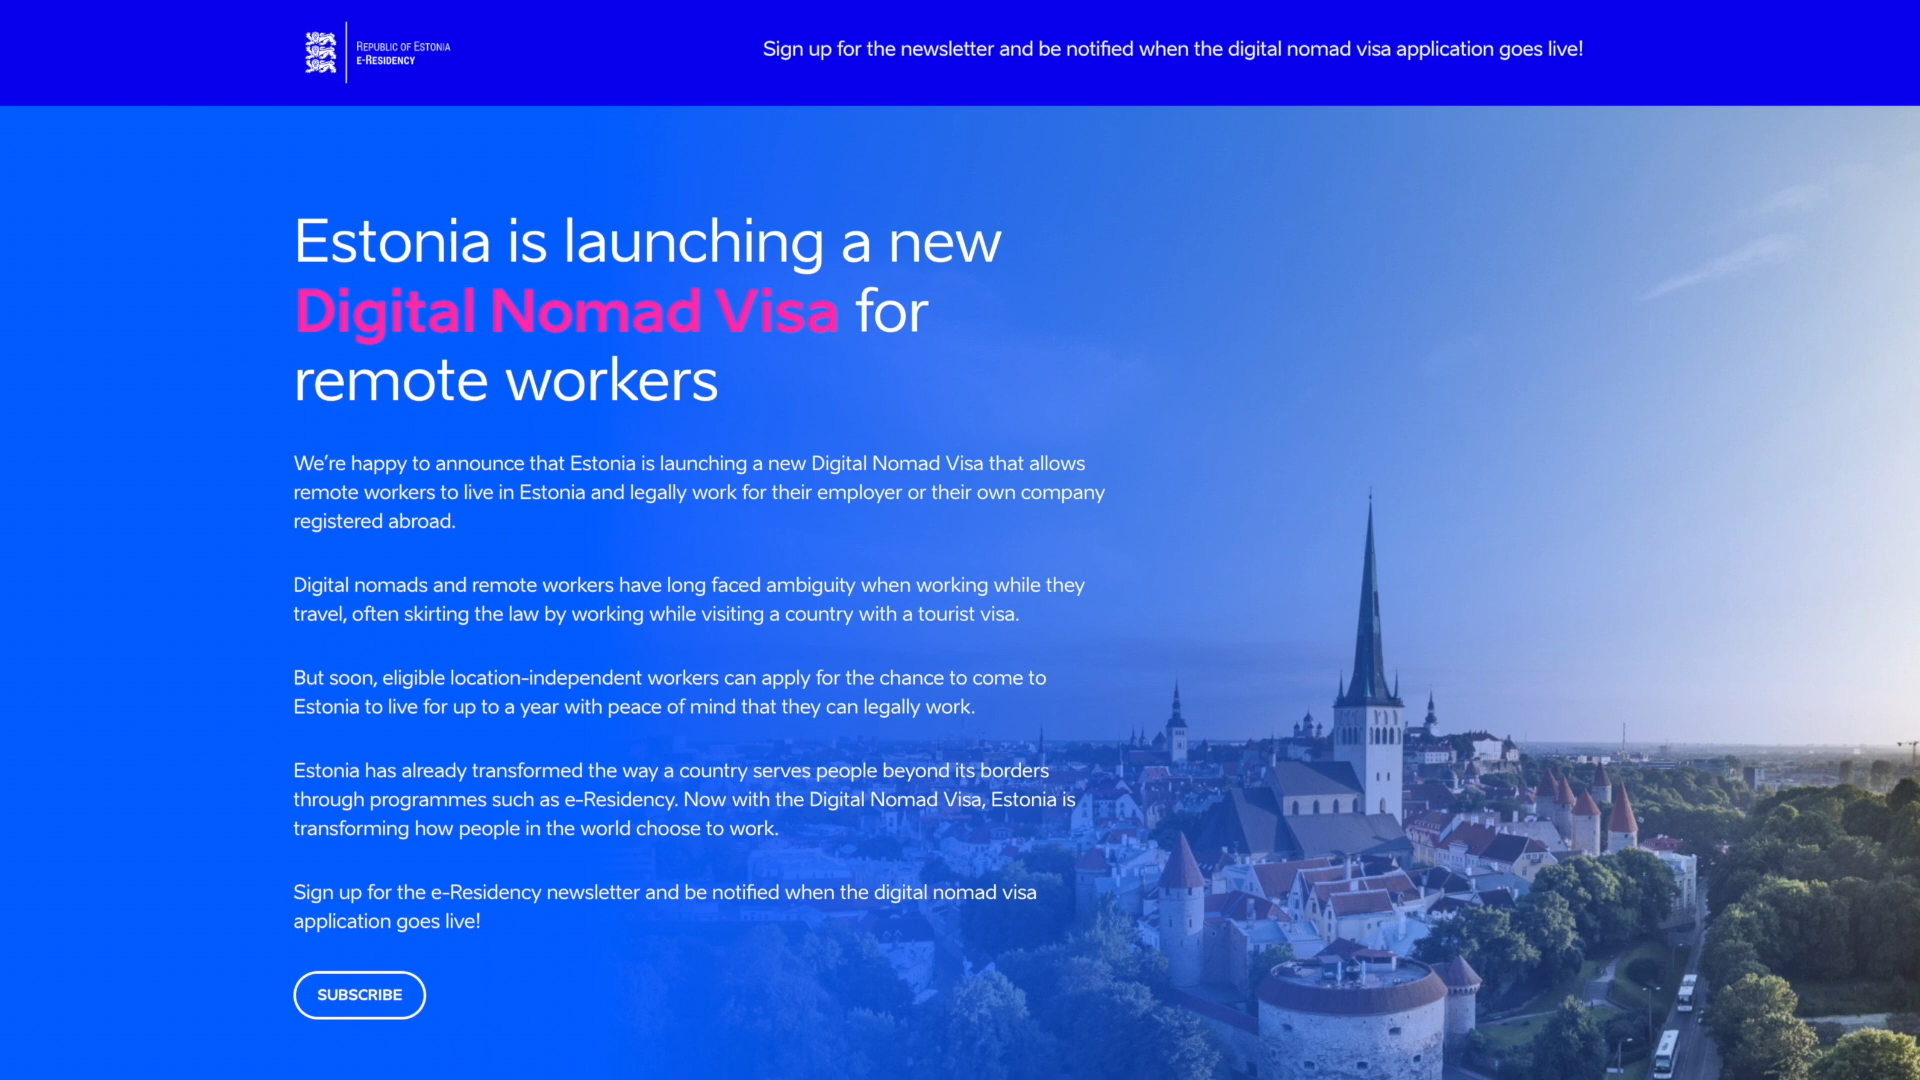 REPUBLIC OF ESTONIA
E-RESIDENCY
Sign up for the newsletter and be notified when the digital nomad visa application goes live!
Estonia is launching a new
Digital Nomad Visa for
remote workers
We’re happy to announce that Estonia is launching a new Digital Nomad Visa that allows
remote workers to live in Estonia and legally work for their employer or their own company
registered abroad.
Digital nomads and remote workers have long faced ambiguity when working while they
travel, often skirting the law by working while visiting a country with a tourist visa.
But soon, eligible location-independent workers can apply for the chance to come to
Estonia to live for up to a year with peace of mind that they can legally work.
Estonia has already transformed the way a country serves people beyond its borders
through programmes such as e-Residency. Now with the Digital Nomad Visa, Estonia is
transforming how people in the world choose to work.
Sign up for the e-Residency newsletter and be notified when the digital nomad visa
application goes live!
SUBSCRIBE